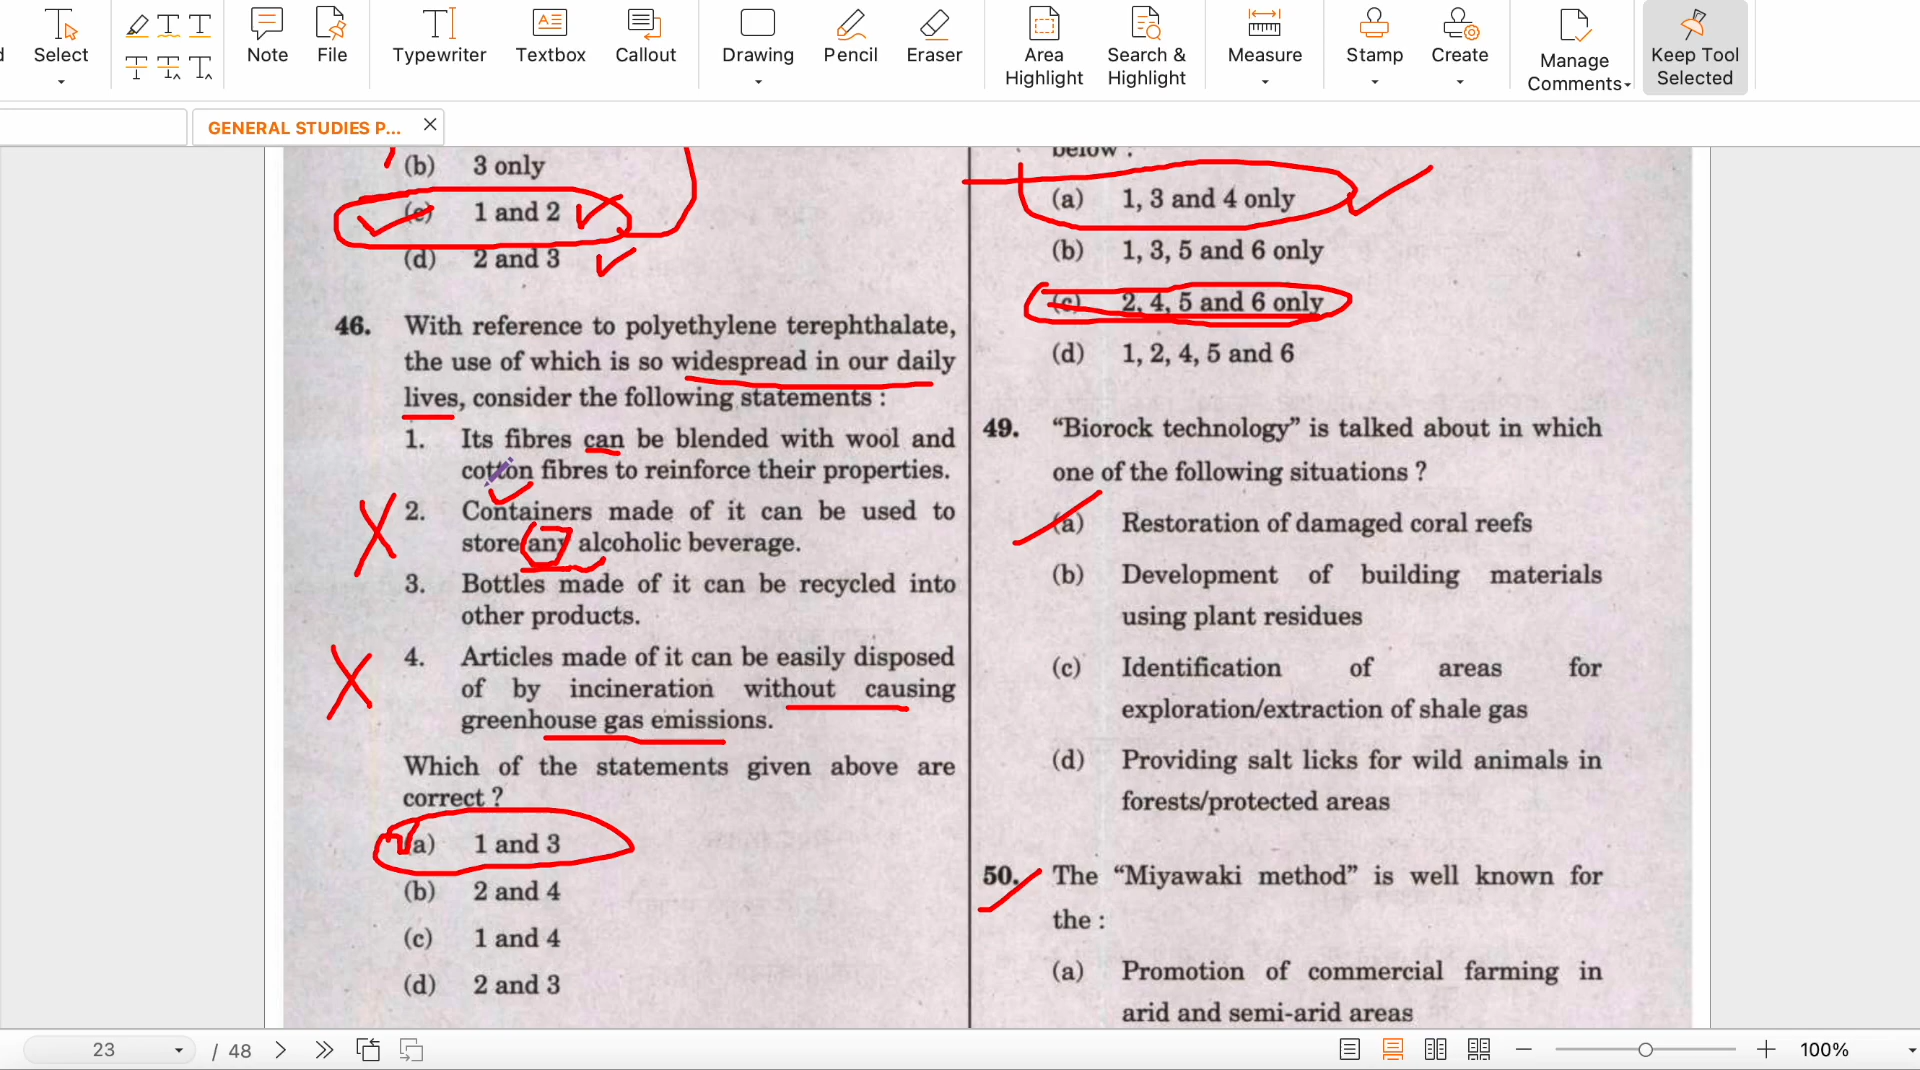 Select
Note
File
Typewriter
Textbox
Callout
Drawing
Pencil
Eraser
Area
Highlight
Search &
Highlight
Measure
Stamp
Create
Manage
Comments
Keep Tool
Selected
GENERAL STUDIES P...
(b) 3 only
(c) 1 and 2
(d) 2 and 3
46. With reference to polyethylene terephthalate,
the use of which is so widespread in our daily
lives, consider the following statements :
1. Its fibres can be blended with wool and
cotton fibres to reinforce their properties.
2. Containers made of it can be used to
store any alcoholic beverage.
3. Bottles made of it can be recycled into
other products.
4. Articles made of it can be easily disposed
of by incineration without causing
greenhouse gas emissions.
Which of the statements given above are
correct ?
(a) 1 and 3
(b) 2 and 4
(c) 1 and 4
(d) 2 and 3
below :
(a) 1, 3 and 4 only
(b) 1, 3, 5 and 6 only
(c) 2, 4, 5 and 6 only
(d) 1, 2, 4, 5 and 6
49. “Biorock technology” is talked about in which
one of the following situations ?
(a) Restoration of damaged coral reefs
(b) Development of building materials
using plant residues
(c) Identification of areas for
exploration/extraction of shale gas
(d) Providing salt licks for wild animals in
forests/protected areas
50. The “Miyawaki method” is well known for
the :
(a) Promotion of commercial farming in
arid and semi-arid areas
23 / 48
100%